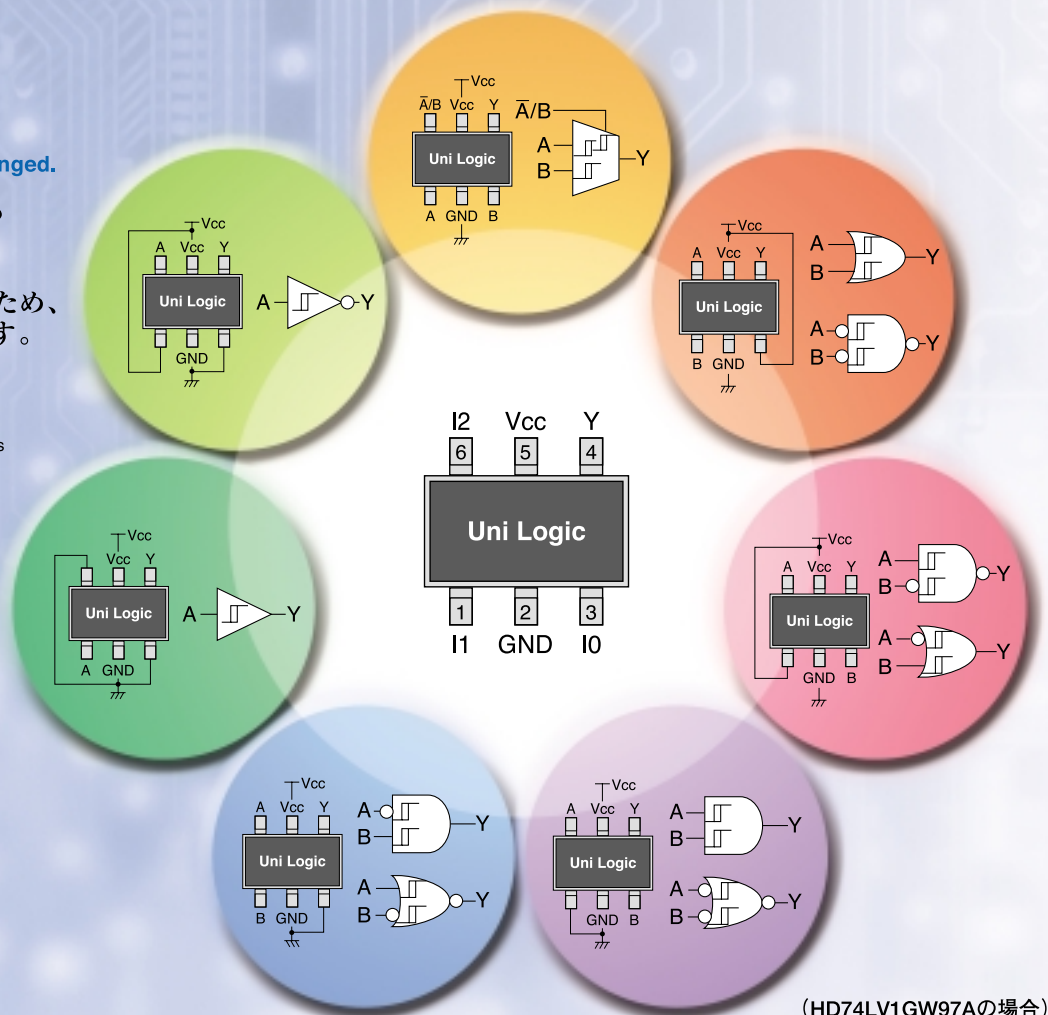 nged.
ため、
す。
s
Vcc
A̅/B Vcc Y
Uni Logic
A GND B
A̅/B
A
B
Y
Vcc
A Vcc Y
Uni Logic
GND
A Y
Vcc
A Vcc Y
Uni Logic
B GND
A
B
Y
A
B
Y
I2 Vcc Y
6 5 4
Uni Logic
1 2 3
I1 GND I0
Vcc
Vcc Y
Uni Logic
A GND
A Y
Vcc
A Vcc Y
Uni Logic
GND B
A
B
Y
A
B
Y
Vcc
A Vcc Y
Uni Logic
B GND
A
B
Y
A
B
Y
Vcc
A Vcc Y
Uni Logic
GND B
A
B
Y
A
B
Y
(HD74LV1GW97Aの場合)